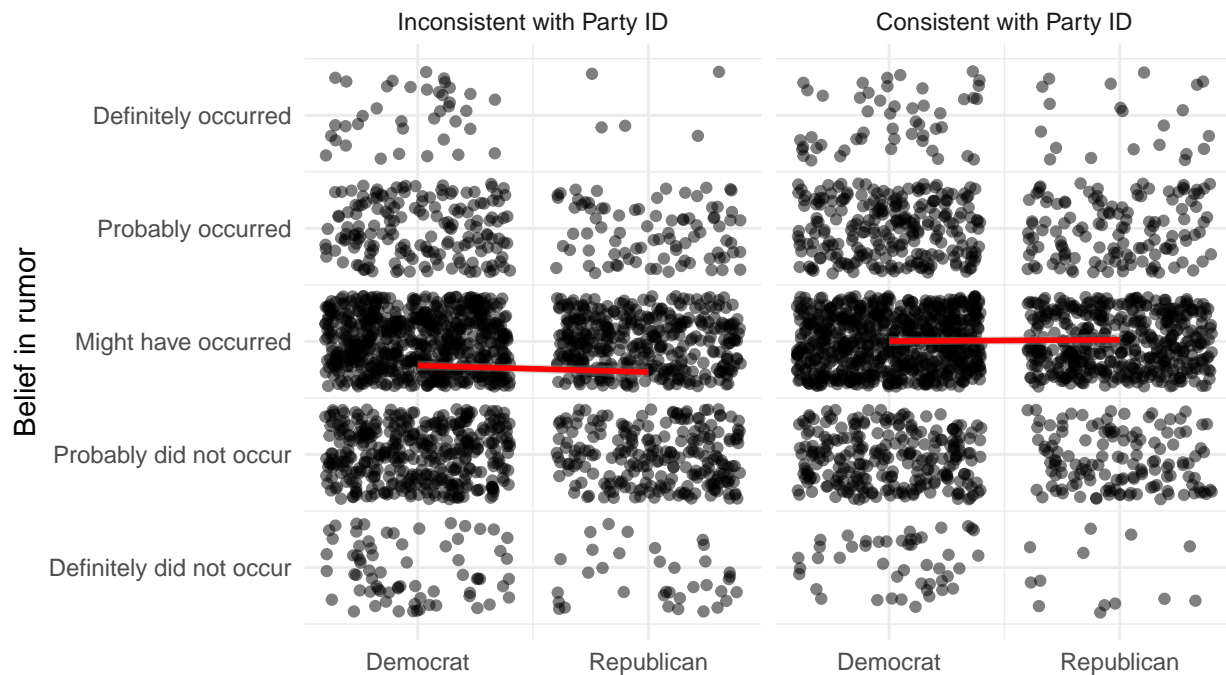 Inconsistent with Party ID
Consistent with Party ID
Belief in rumor
Definitely occurred
Probably occurred
Might have occurred
Probably did not occur
Definitely did not occur
Democrat
Republican
Democrat
Republican